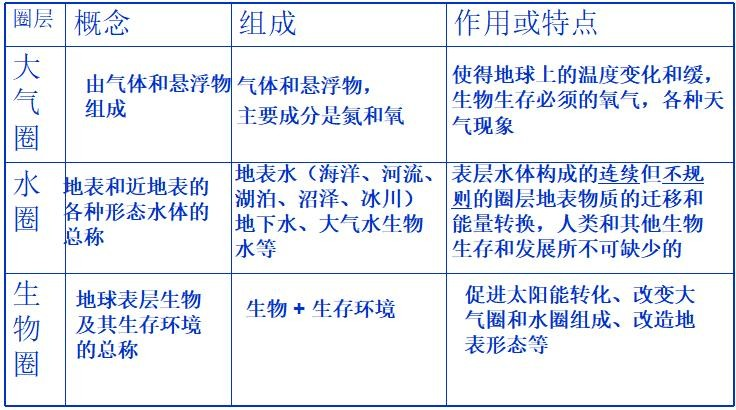 圈层 概念 组成 作用或特点
大气圈
由气体和悬浮物
组成
气体和悬浮物，
主要成分是氮和氧
使得地球上的温度变化和缓，
生物生存必须的氧气，各种天
气现象
水圈
地表和近地表的
各种形态水体的
总称
地表水（海洋、河流、
湖泊、沼泽、冰川）
地下水、大气水生物
水等
表层水体构成的连续但不规
则的圈层地表物质的迁移和
能量转换，人类和其他生物
生存和发展所不可缺少的
生物圈
地球表层生物
及其生存环境
的总称
生物 + 生存环境
促进太阳能转化、改变大
气圈和水圈组成、改造地
表形态等